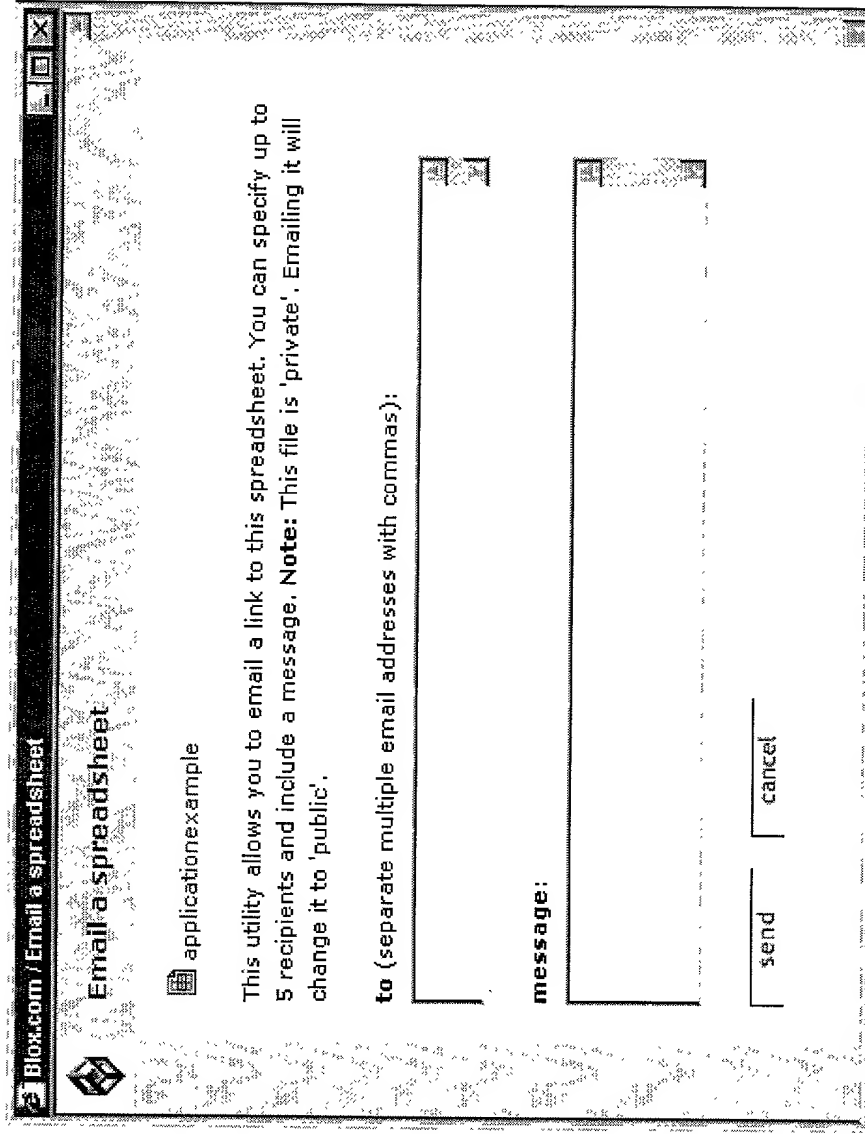 Blox.com / Email a spreadsheet
Email a spreadsheet
applicationexample
This utility allows you to email a link to this spreadsheet. You can specify up to
5 recipients and include a message. Note: This file is 'private'. Emailing it will
change it to 'public'.
to (separate multiple email addresses with commas):
message:
send cancel